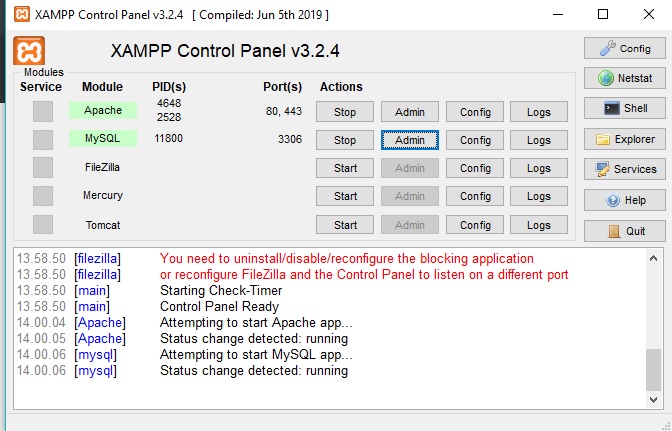 XAMPP Control Panel v3.2.4 [ Compiled: Jun 5th 2019 ]
XAMPP Control Panel v3.2.4
Config
Modules
Service Module PID(s) Port(s) Actions
Netstat
Apache 4648 2528 80, 443 Stop Admin Config Logs
Shell
MySQL 11800 3306 Stop Admin Config Logs
Explorer
FileZilla Start Admin Config Logs
Services
Mercury Start Admin Config Logs
Help
Tomcat Start Admin Config Logs
Quit
13.58.50 [filezilla] You need to uninstall/disable/reconfigure the blocking application
13.58.50 [filezilla] or reconfigure FileZilla and the Control Panel to listen on a different port
13.58.50 [main] Starting Check-Timer
13.58.50 [main] Control Panel Ready
14.00.04 [Apache] Attempting to start Apache app...
14.00.05 [Apache] Status change detected: running
14.00.06 [mysql] Attempting to start MySQL app...
14.00.06 [mysql] Status change detected: running